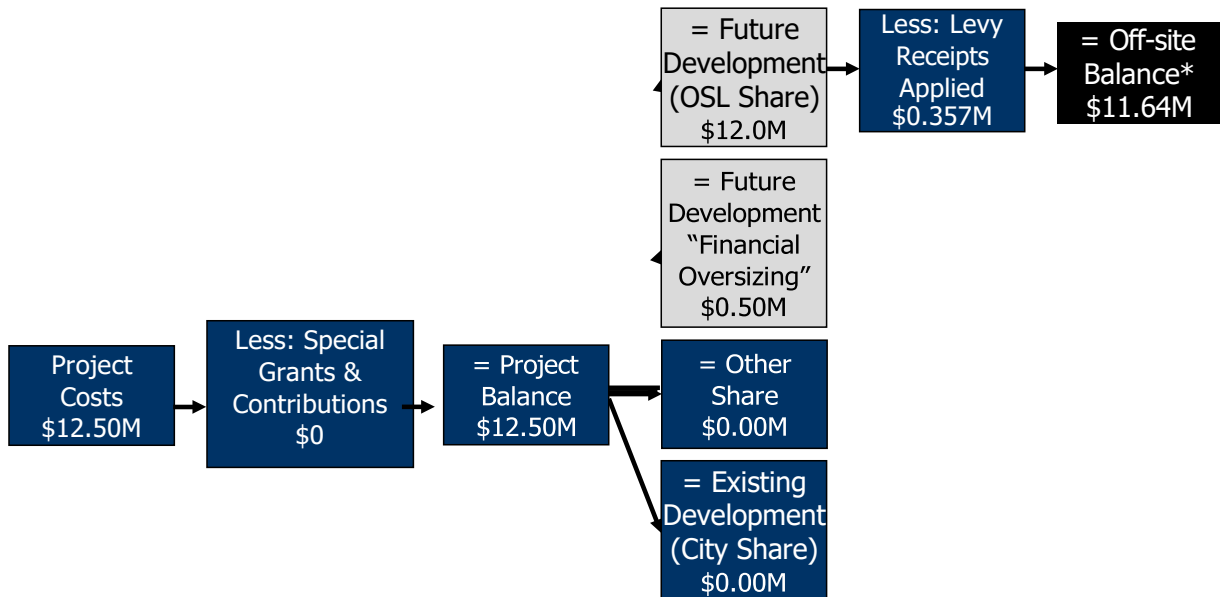 Project
Costs
$12.50M
Less: Special
Grants &
Contributions
$0
= Project
Balance
$12.50M
= Future
Development
(OSL Share)
$12.0M
Less: Levy
Receipts
Applied
$0.357M
= Off-site
Balance*
$11.64M
= Future
Development
“Financial
Oversizing”
$0.50M
= Other
Share
$0.00M
= Existing
Development
(City Share)
$0.00M